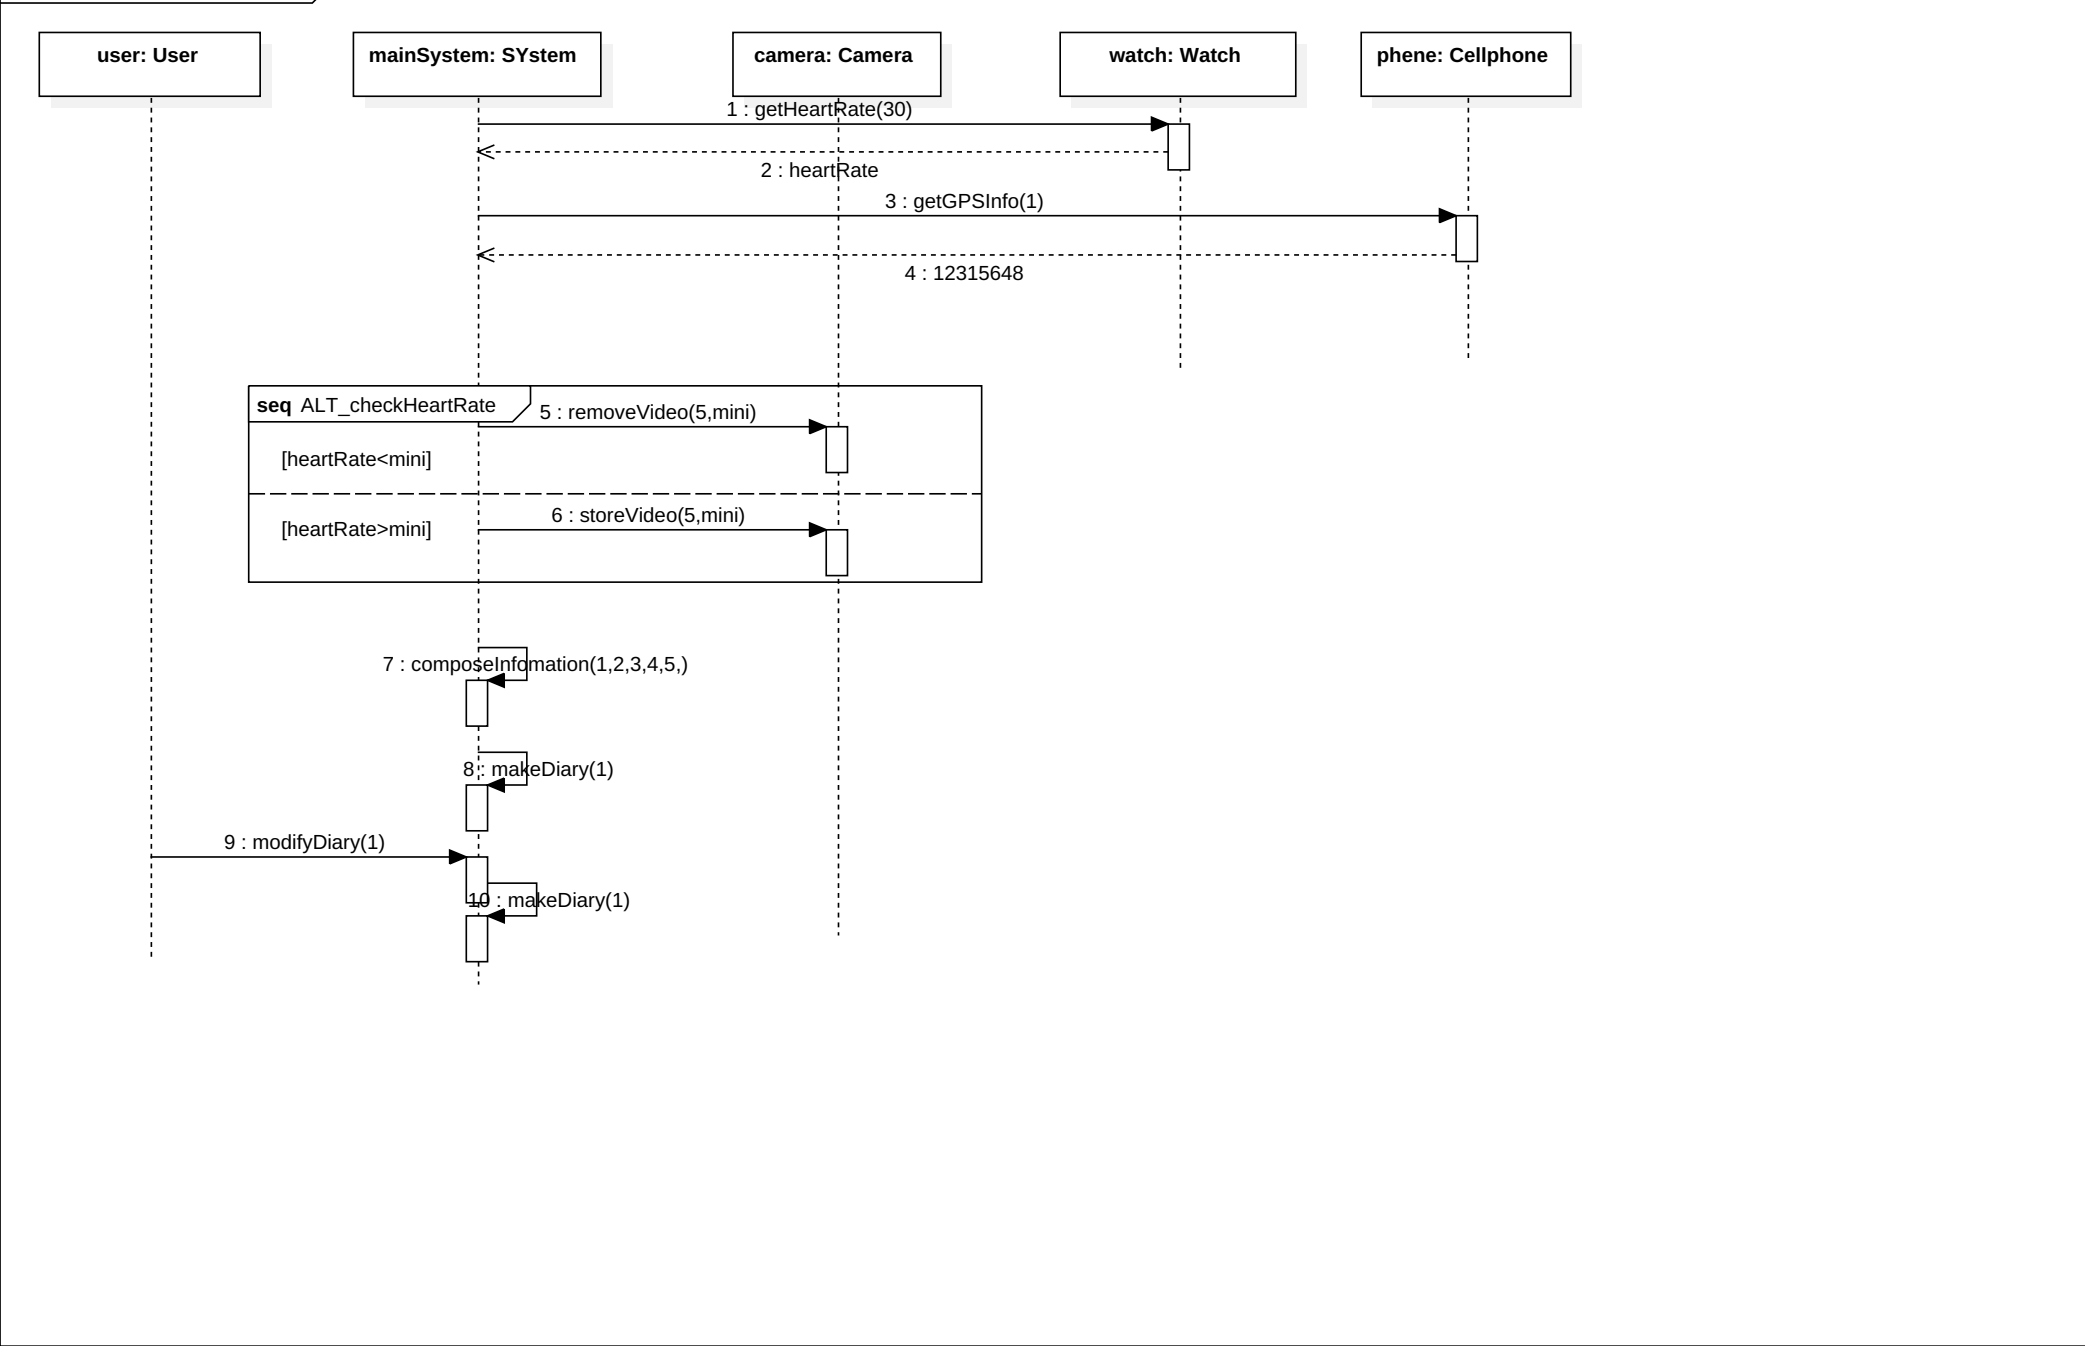 user: User
mainSystem: SYstem
camera: Camera
watch: Watch
phene: Cellphone
1 : getHeartRate(30)
2 : heartRate
3 : getGPSInfo(1)
4 : 12315648
seq ALT_checkHeartRate
5 : removeVideo(5,mini)
[heartRate<mini]
6 : storeVideo(5,mini)
[heartRate>mini]
7 : composeInfomation(1,2,3,4,5,)
8 : makeDiary(1)
9 : modifyDiary(1)
10 : makeDiary(1)